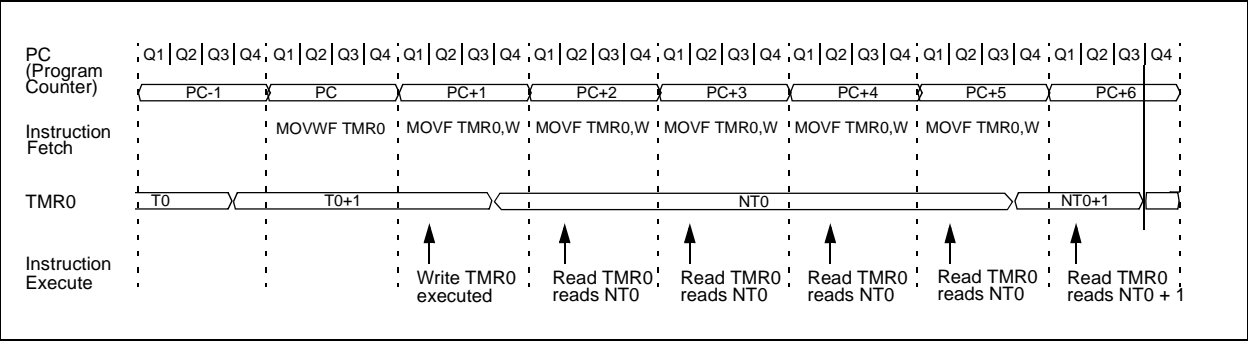 PC (Program Counter)
Q1 Q2 Q3 Q4 Q1 Q2 Q3 Q4 Q1 Q2 Q3 Q4 Q1 Q2 Q3 Q4 Q1 Q2 Q3 Q4 Q1 Q2 Q3 Q4 Q1 Q2 Q3 Q4 Q1 Q2 Q3 Q4
PC-1 PC PC+1 PC+2 PC+3 PC+4 PC+5 PC+6
Instruction
Fetch
MOVWF TMR0 MOVF TMR0,W MOVF TMR0,W MOVF TMR0,W MOVF TMR0,W MOVF TMR0,W
TMR0
T0 T0+1 NT0 NT0+1
Instruction
Execute
Write TMR0
executed
Read TMR0
reads NT0
Read TMR0
reads NT0
Read TMR0
reads NT0
Read TMR0
reads NT0
Read TMR0
reads NT0 + 1